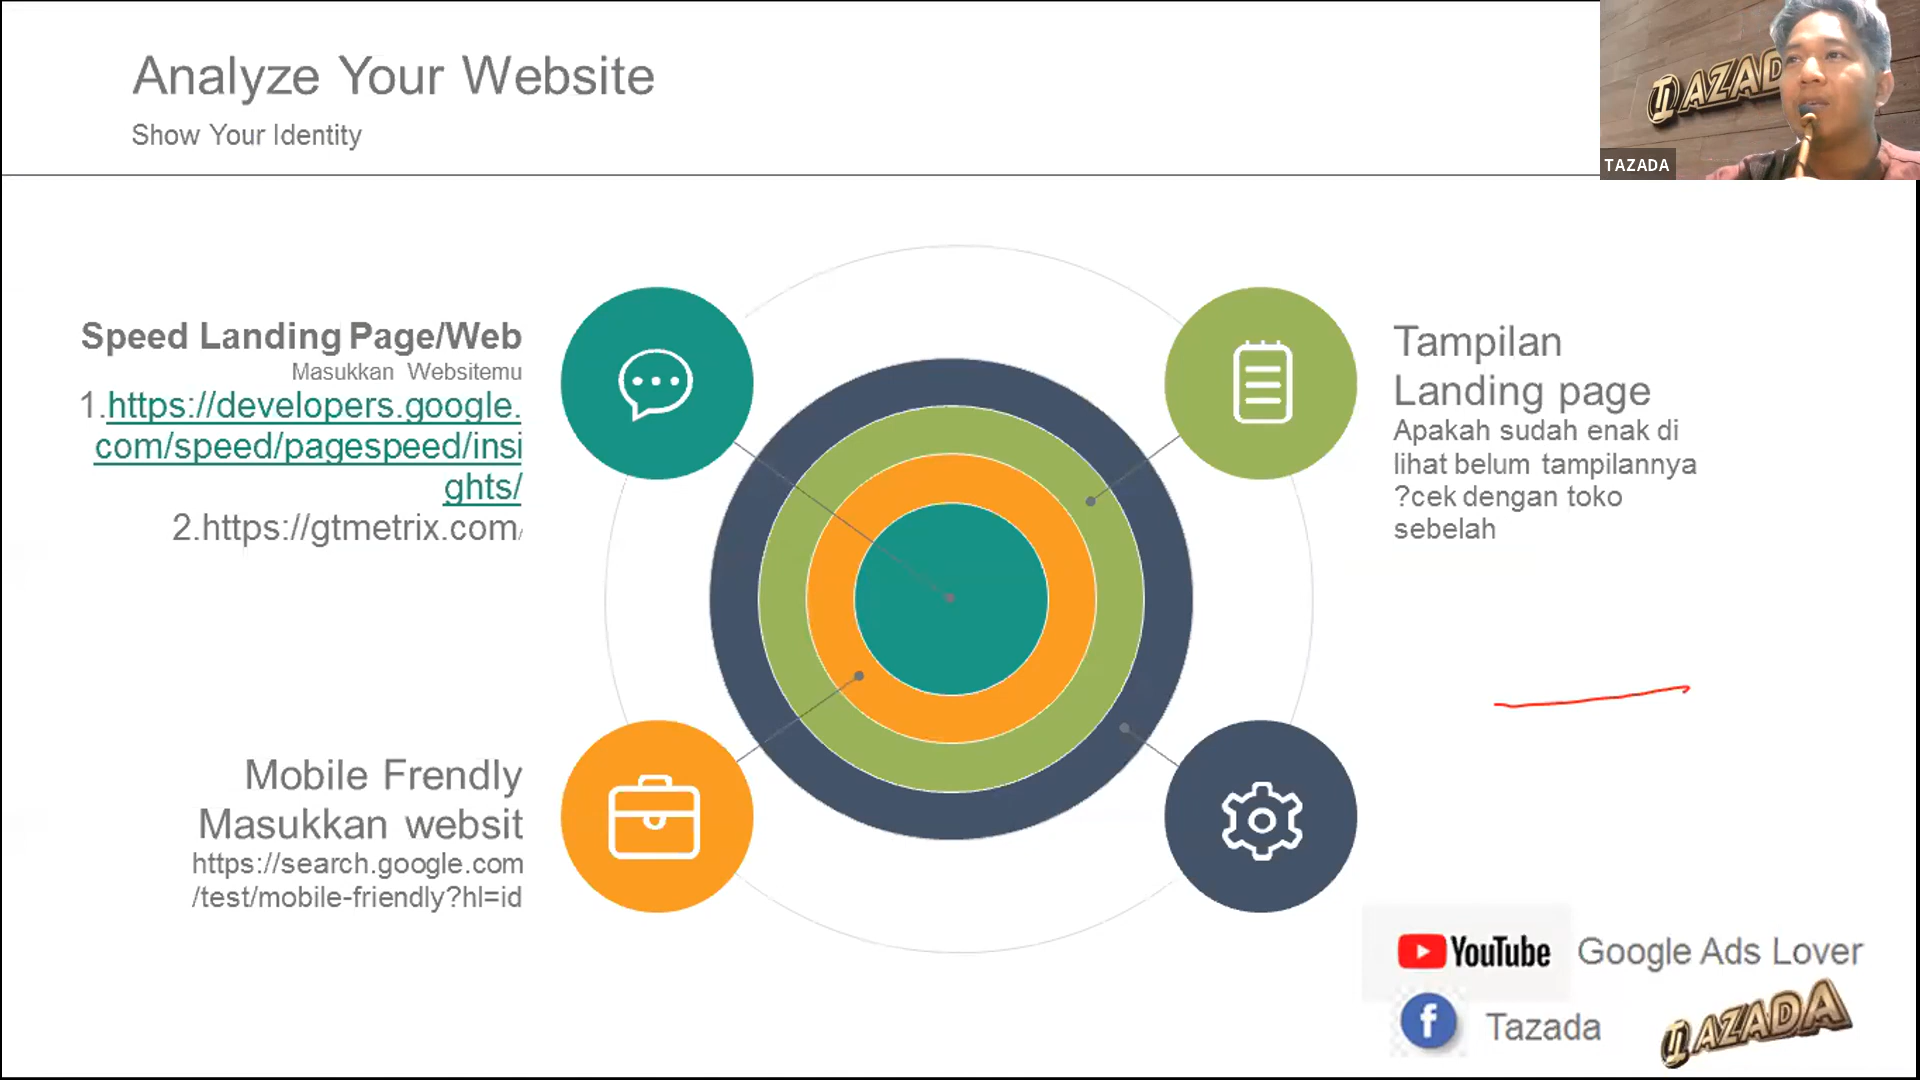 Analyze Your Website
Show Your Identity
AZAD
TAZADA
Speed Landing Page/Web
Masukkan Websitemu
1.https://developers.google.
com/speed/pagespeed/insi
ghts/
2.https://gtmetrix.com/
Tampilan
Landing page
Apakah sudah enak di
lihat belum tampilannya
?cek dengan toko
sebelah
Mobile Frendly
Masukkan websit
https://search.google.com
/test/mobile-friendly?hl=id
YouTube Google Ads Lover
f Tazada
TAZADA